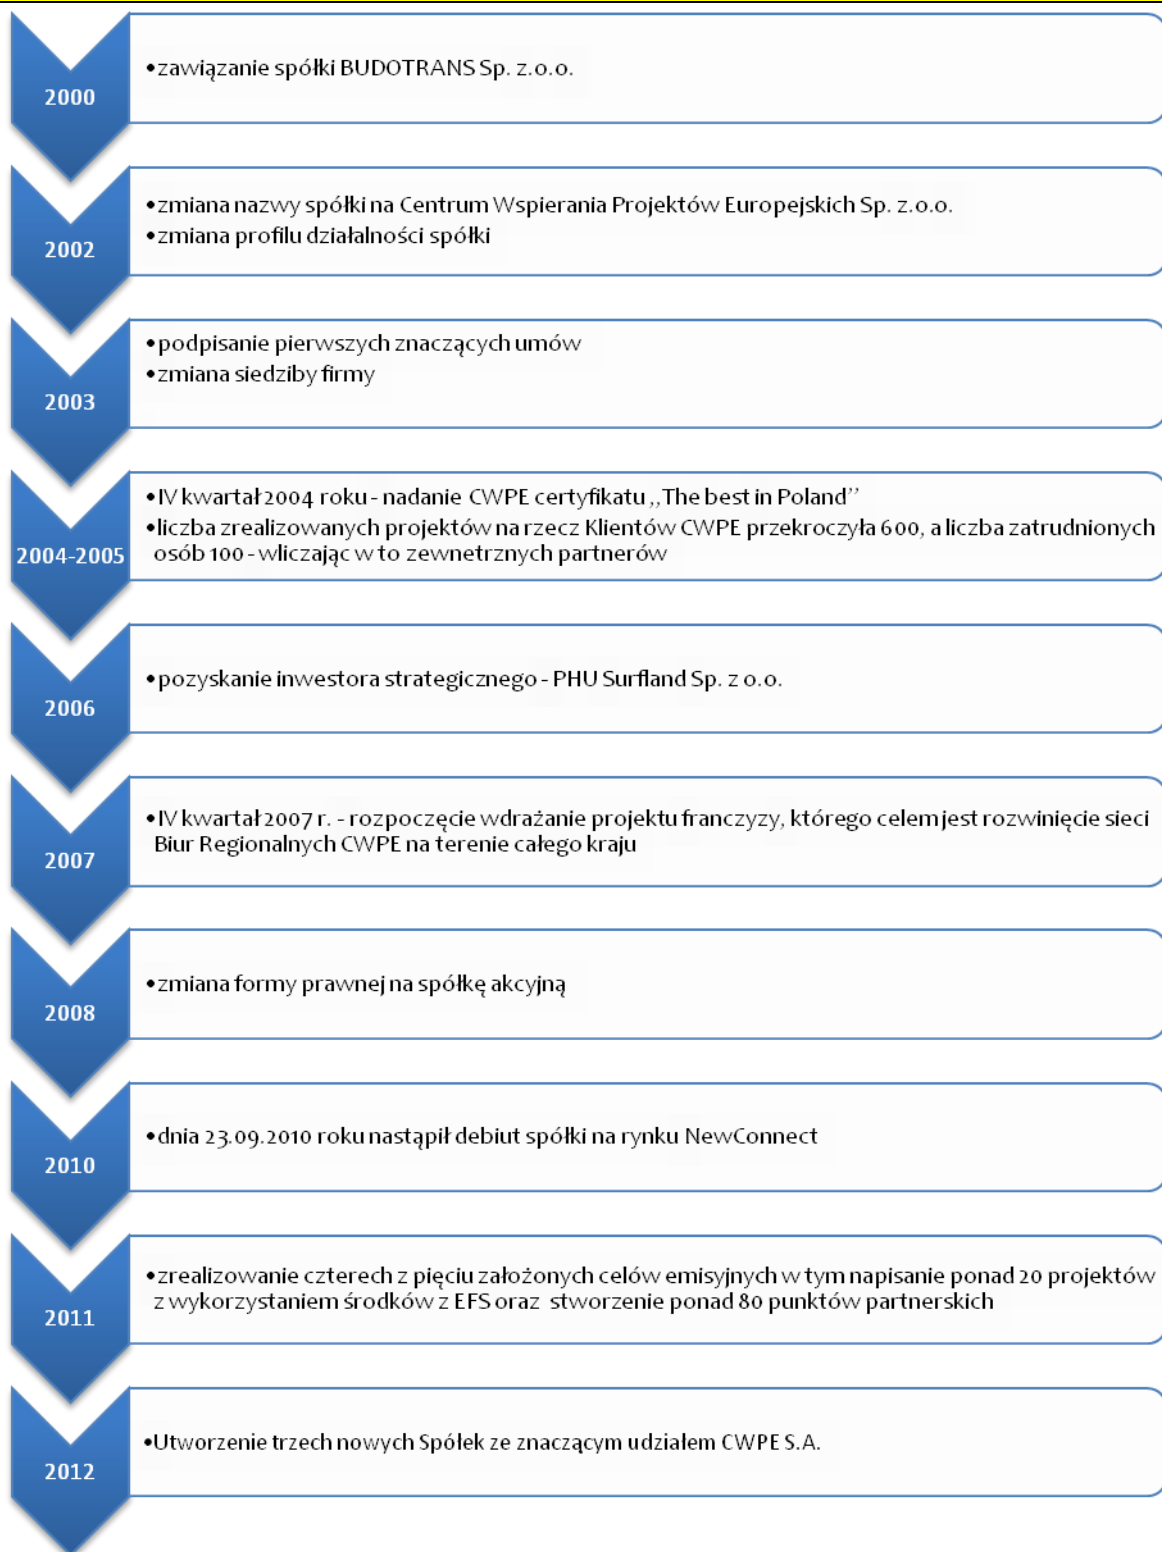 2000
•zawiązanie spółki BUDOTRANS Sp. z.o.o.
2002
•zmiana nazwy spółki na Centrum Wspierania Projektów Europejskich Sp. z.o.o.
•zmiana profilu działalności spółki
2003
•podpisanie pierwszych znaczących umów
•zmiana siedziby firmy
2004-2005
•IV kwartał 2004 roku - nadanie CWPE certyfikatu ,,The best in Poland’’
•liczba zrealizowanych projektów na rzecz Klientów CWPE przekroczyła 600, a liczba zatrudnionych
osób 100 - wliczając w to zewnetrznych partnerów
2006
•pozyskanie inwestora strategicznego - PHU Surfland Sp. z o.o.
2007
•IV kwartał 2007 r. - rozpoczęcie wdrażanie projektu franczyzy, którego celem jest rozwinięcie sieci
Biur Regionalnych CWPE na terenie całego kraju
2008
•zmiana formy prawnej na spółkę akcyjną
2010
•dnia 23.09.2010 roku nastąpił debiut spółki na rynku NewConnect
2011
•zrealizowanie czterech z pięciu założonych celów emisyjnych w tym napisanie ponad 20 projektów
z wykorzystaniem środków z EFS oraz stworzenie ponad 80 punktów partnerskich
2012
•Utworzenie trzech nowych Spółek ze znaczącym udziałem CWPE S.A.